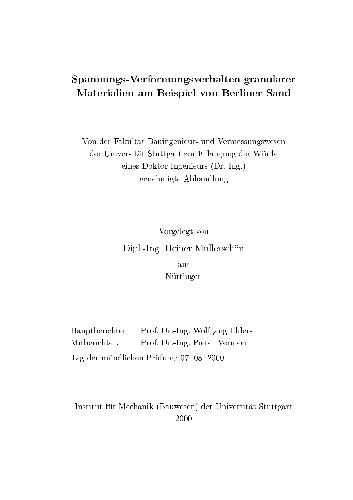 Spannungs-Verformungsverhalten granularer
Materialien am Beispiel von Berliner Sand
Von der Fakultät Bauingenieur- und Vermessungswesen
der Universität Stuttgart zur Erlangung der Würde
eines Doktor-Ingenieurs (Dr.-Ing.)
genehmigte Abhandlung
Vorgelegt von
Dipl.-Ing. Heiner Müllerschön
aus
Nürtingen
Hauptberichter: Prof. Dr.-Ing. Wolfgang Ehlers
Mitberichter: Prof. Dr.-Ing. Pieter
Tag der mündlichen Prüfung: 2000
Institut für Mechanik (Bauwesen) der Universität Stuttgart
2000